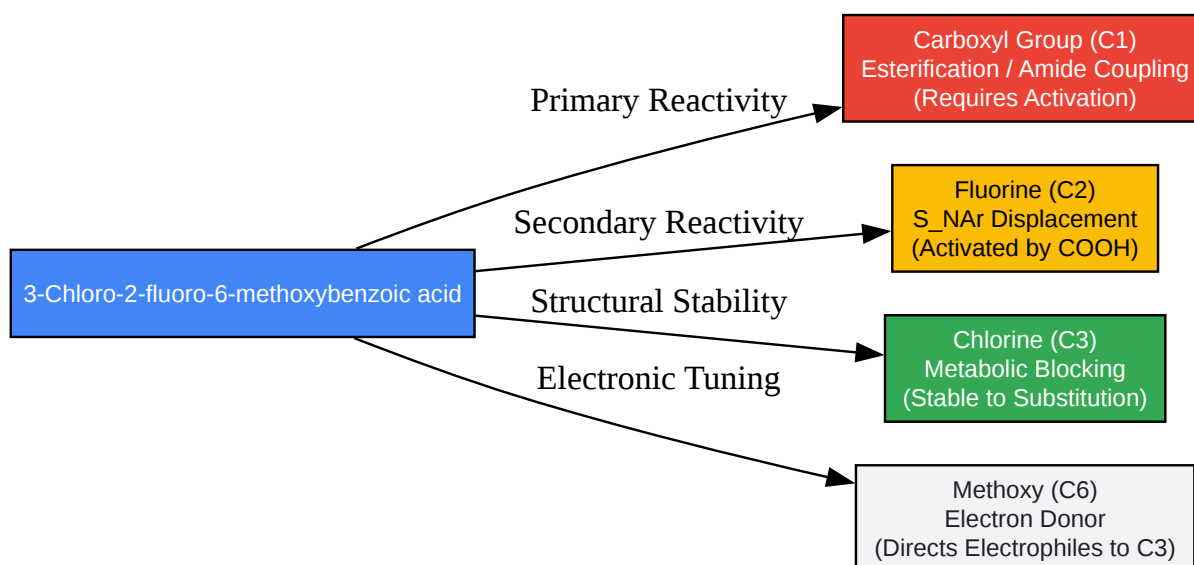 Carboxyl Group (C1)
Esterification / Amide Coupling
(Requires Activation)
Primary Reactivity
Fluorine (C2)
S_NAr Displacement
(Activated by COOH)
Secondary Reactivity
3-Chloro-2-fluoro-6-methoxybenzoic acid
Structural Stability
Chlorine (C3)
Metabolic Blocking
(Stable to Substitution)
Electronic Tuning
Methoxy (C6)
Electron Donor
(Directs Electrophiles to C3)